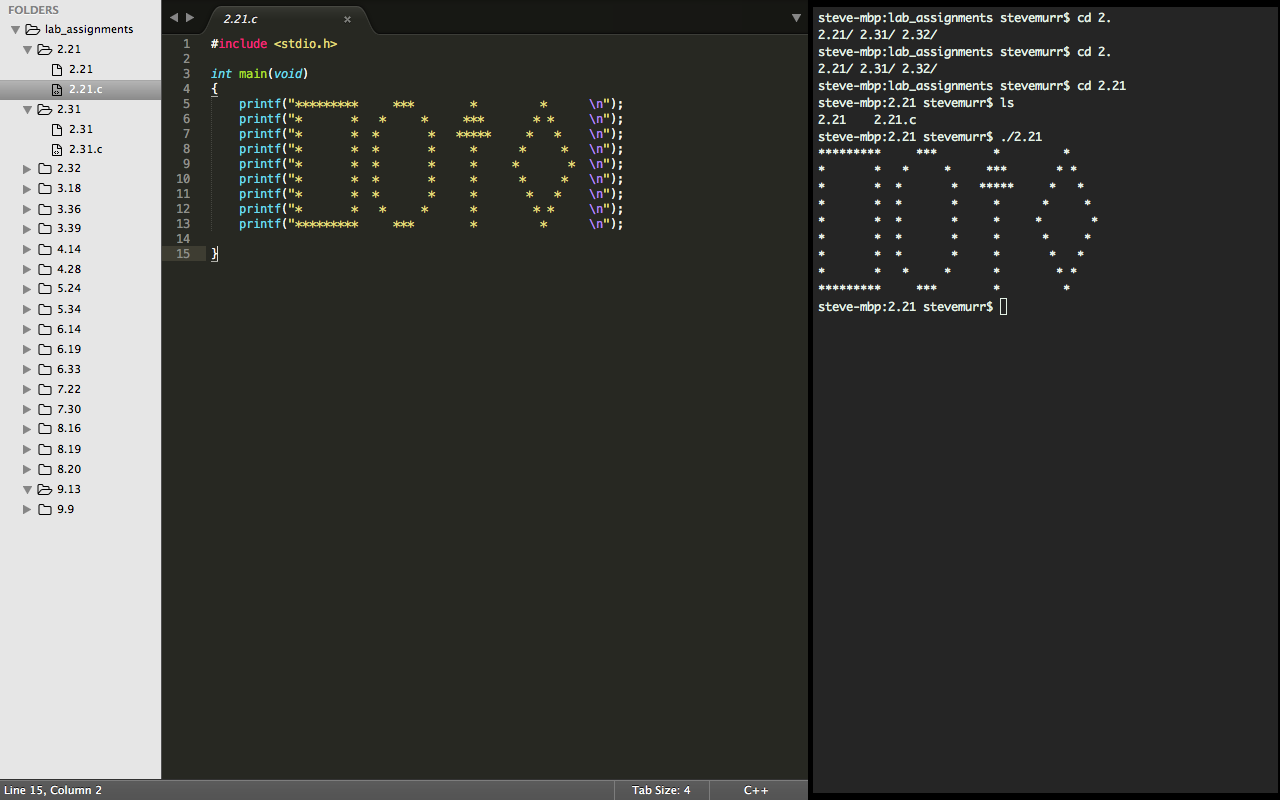 FOLDERS
lab_assignments
2.21
2.21
2.21.c
2.31
2.31
2.31.c
2.32
3.18
3.36
3.39
4.14
4.28
5.24
5.34
6.14
6.19
6.33
7.22
7.30
8.16
8.19
8.20
9.13
9.9
2.21.c ×
1 #include <stdio.h>
2
3 int main(void)
4 {
5     printf("*********     ***        *         *      \n");
6     printf("*       *   *     *     ***       * *     \n");
7     printf("*       *  *       *   *****     *   *    \n");
8     printf("*       *  *       *     *      *     *   \n");
9     printf("*       *  *       *     *     *       *  \n");
10     printf("*       *  *       *     *      *     *   \n");
11     printf("*       *  *       *     *       *   *    \n");
12     printf("*       *   *     *      *        * *     \n");
13     printf("*********     ***        *         *      \n");
14
15 }
steve-mbp:lab_assignments stevemurr$ cd 2.
2.21/ 2.31/ 2.32/
steve-mbp:lab_assignments stevemurr$ cd 2.
2.21/ 2.31/ 2.32/
steve-mbp:lab_assignments stevemurr$ cd 2.21
steve-mbp:2.21 stevemurr$ ls
2.21    2.21.c
steve-mbp:2.21 stevemurr$ ./2.21
*********     ***        *         *
*       *   *     *     ***       * *
*       *  *       *   *****     *   *
*       *  *       *     *      *     *
*       *  *       *     *     *       *
*       *  *       *     *      *     *
*       *  *       *     *       *   *
*       *   *     *      *        * *
*********     ***        *         *
steve-mbp:2.21 stevemurr$
Line 15, Column 2
Tab Size: 4
C++